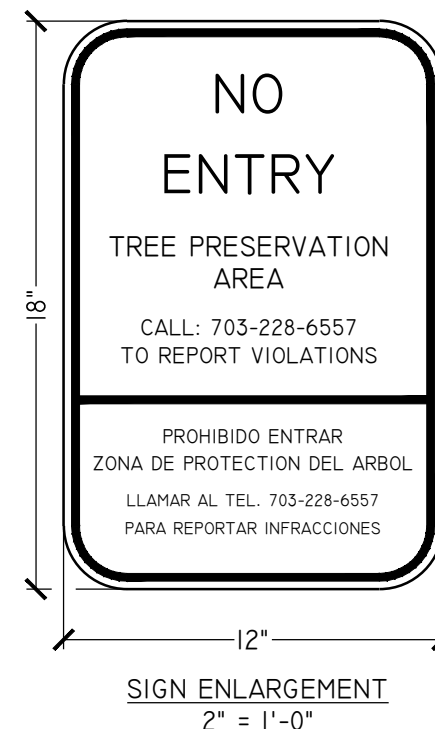 NO
ENTRY
TREE PRESERVATION
AREA
CALL: 703-228-6557
TO REPORT VIOLATIONS
PROHIBIDO ENTRAR
ZONA DE PROTECTION DEL ARBOL
LLAMAR AL TEL. 703-228-6557
PARA REPORTAR INFRACCIONES
18"
12"
SIGN ENLARGEMENT
2" = 1'-0"